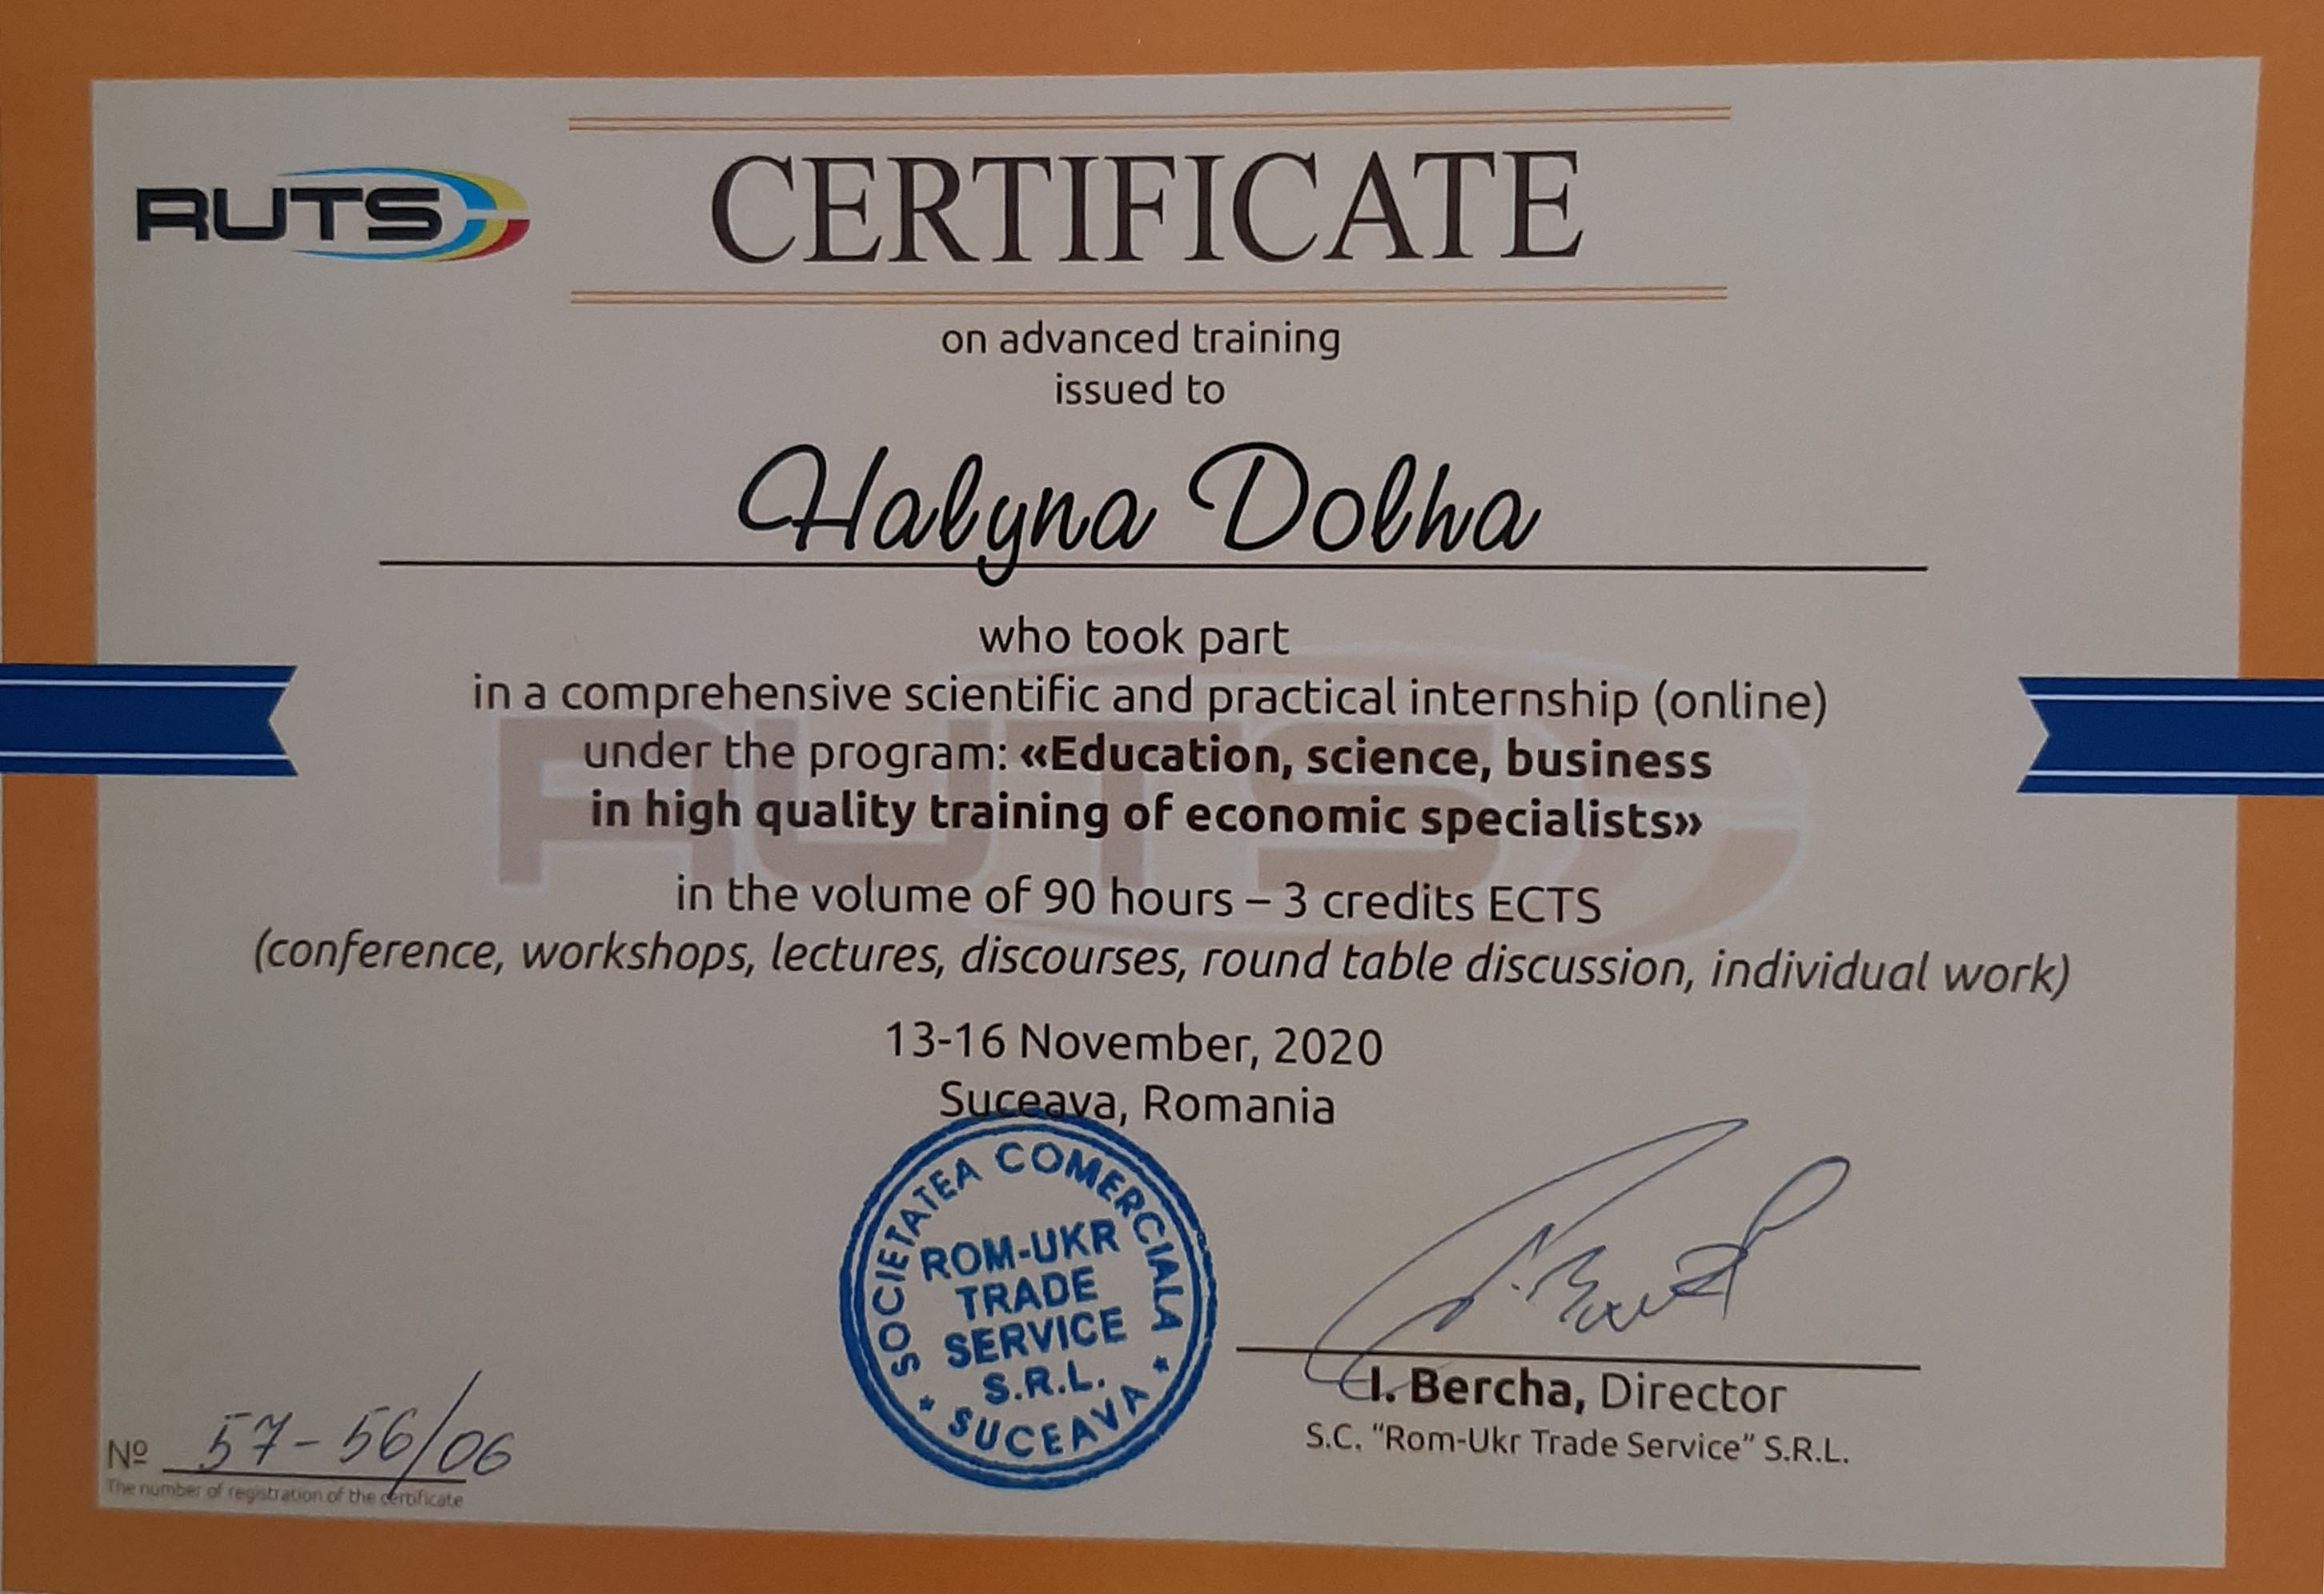 RUTS
CERTIFICATE
on advanced training
issued to
Halyna Dolha
who took part
in a comprehensive scientific and practical internship (online)
under the program: «Education, science, business
in high quality training of economic specialists»
in the volume of 90 hours – 3 credits ECTS
(conference, workshops, lectures, discourses, round table discussion, individual work)
13-16 November, 2020
Suceava, Romania
SOCIETATEA COMERCIALA
ROM-UKR
TRADE
SERVICE
S.R.L.
* SUCEAVA *
I. Bercha, Director
S.C. “Rom-Ukr Trade Service” S.R.L.
№ 57-56/06
The number of registration of the certificate